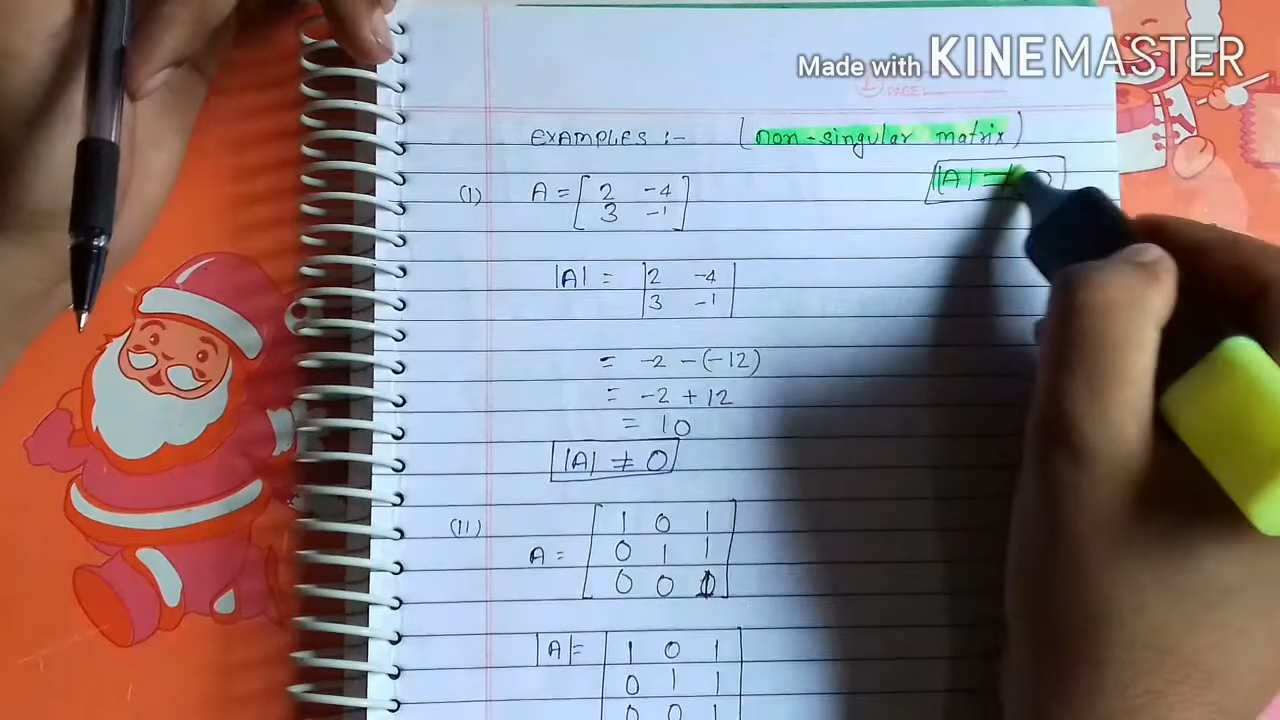 Made with KINEMASTER
PAGE:
EXAMPLES :- (non-singular matrix)
|A| ≠ 0
(I) A = [ 2 -4
3 -1 ]
|A| = | 2 -4
3 -1 |
= -2 - (-12)
= -2 + 12
= 10
|A| ≠ 0
(II)
A = [ 1 0 1
0 1 1
0 0 1 ]
|A| = | 1 0 1
0 1 1
0 0 1